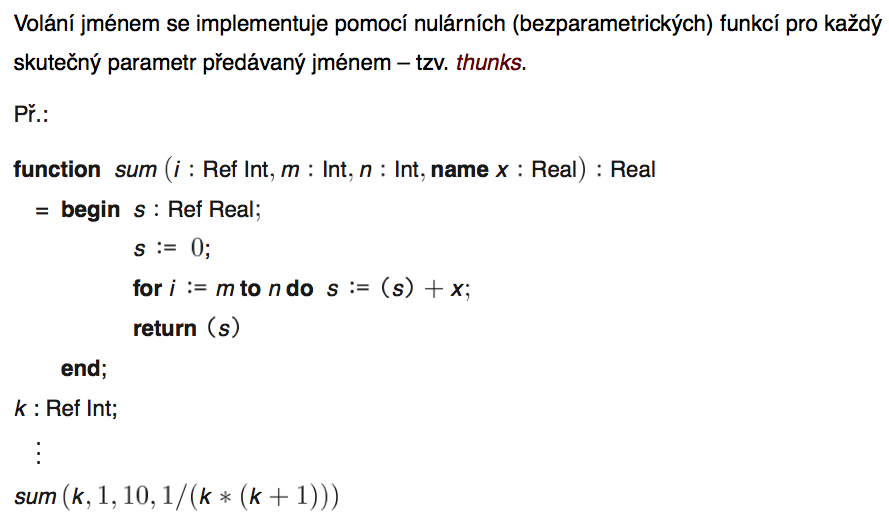 Volání jménem se implementuje pomocí nulárních (bezparametrických) funkcí pro každý
skutečný parametr předávaný jménem – tzv. thunks.
Př.:
function sum (i : Ref Int, m : Int, n : Int, name x : Real) : Real
= begin s : Ref Real;
s := 0;
for i := m to n do s := (s) + x;
return (s)
end;
k : Ref Int;
⋮
sum (k, 1, 10, 1/(k ∗ (k + 1)))